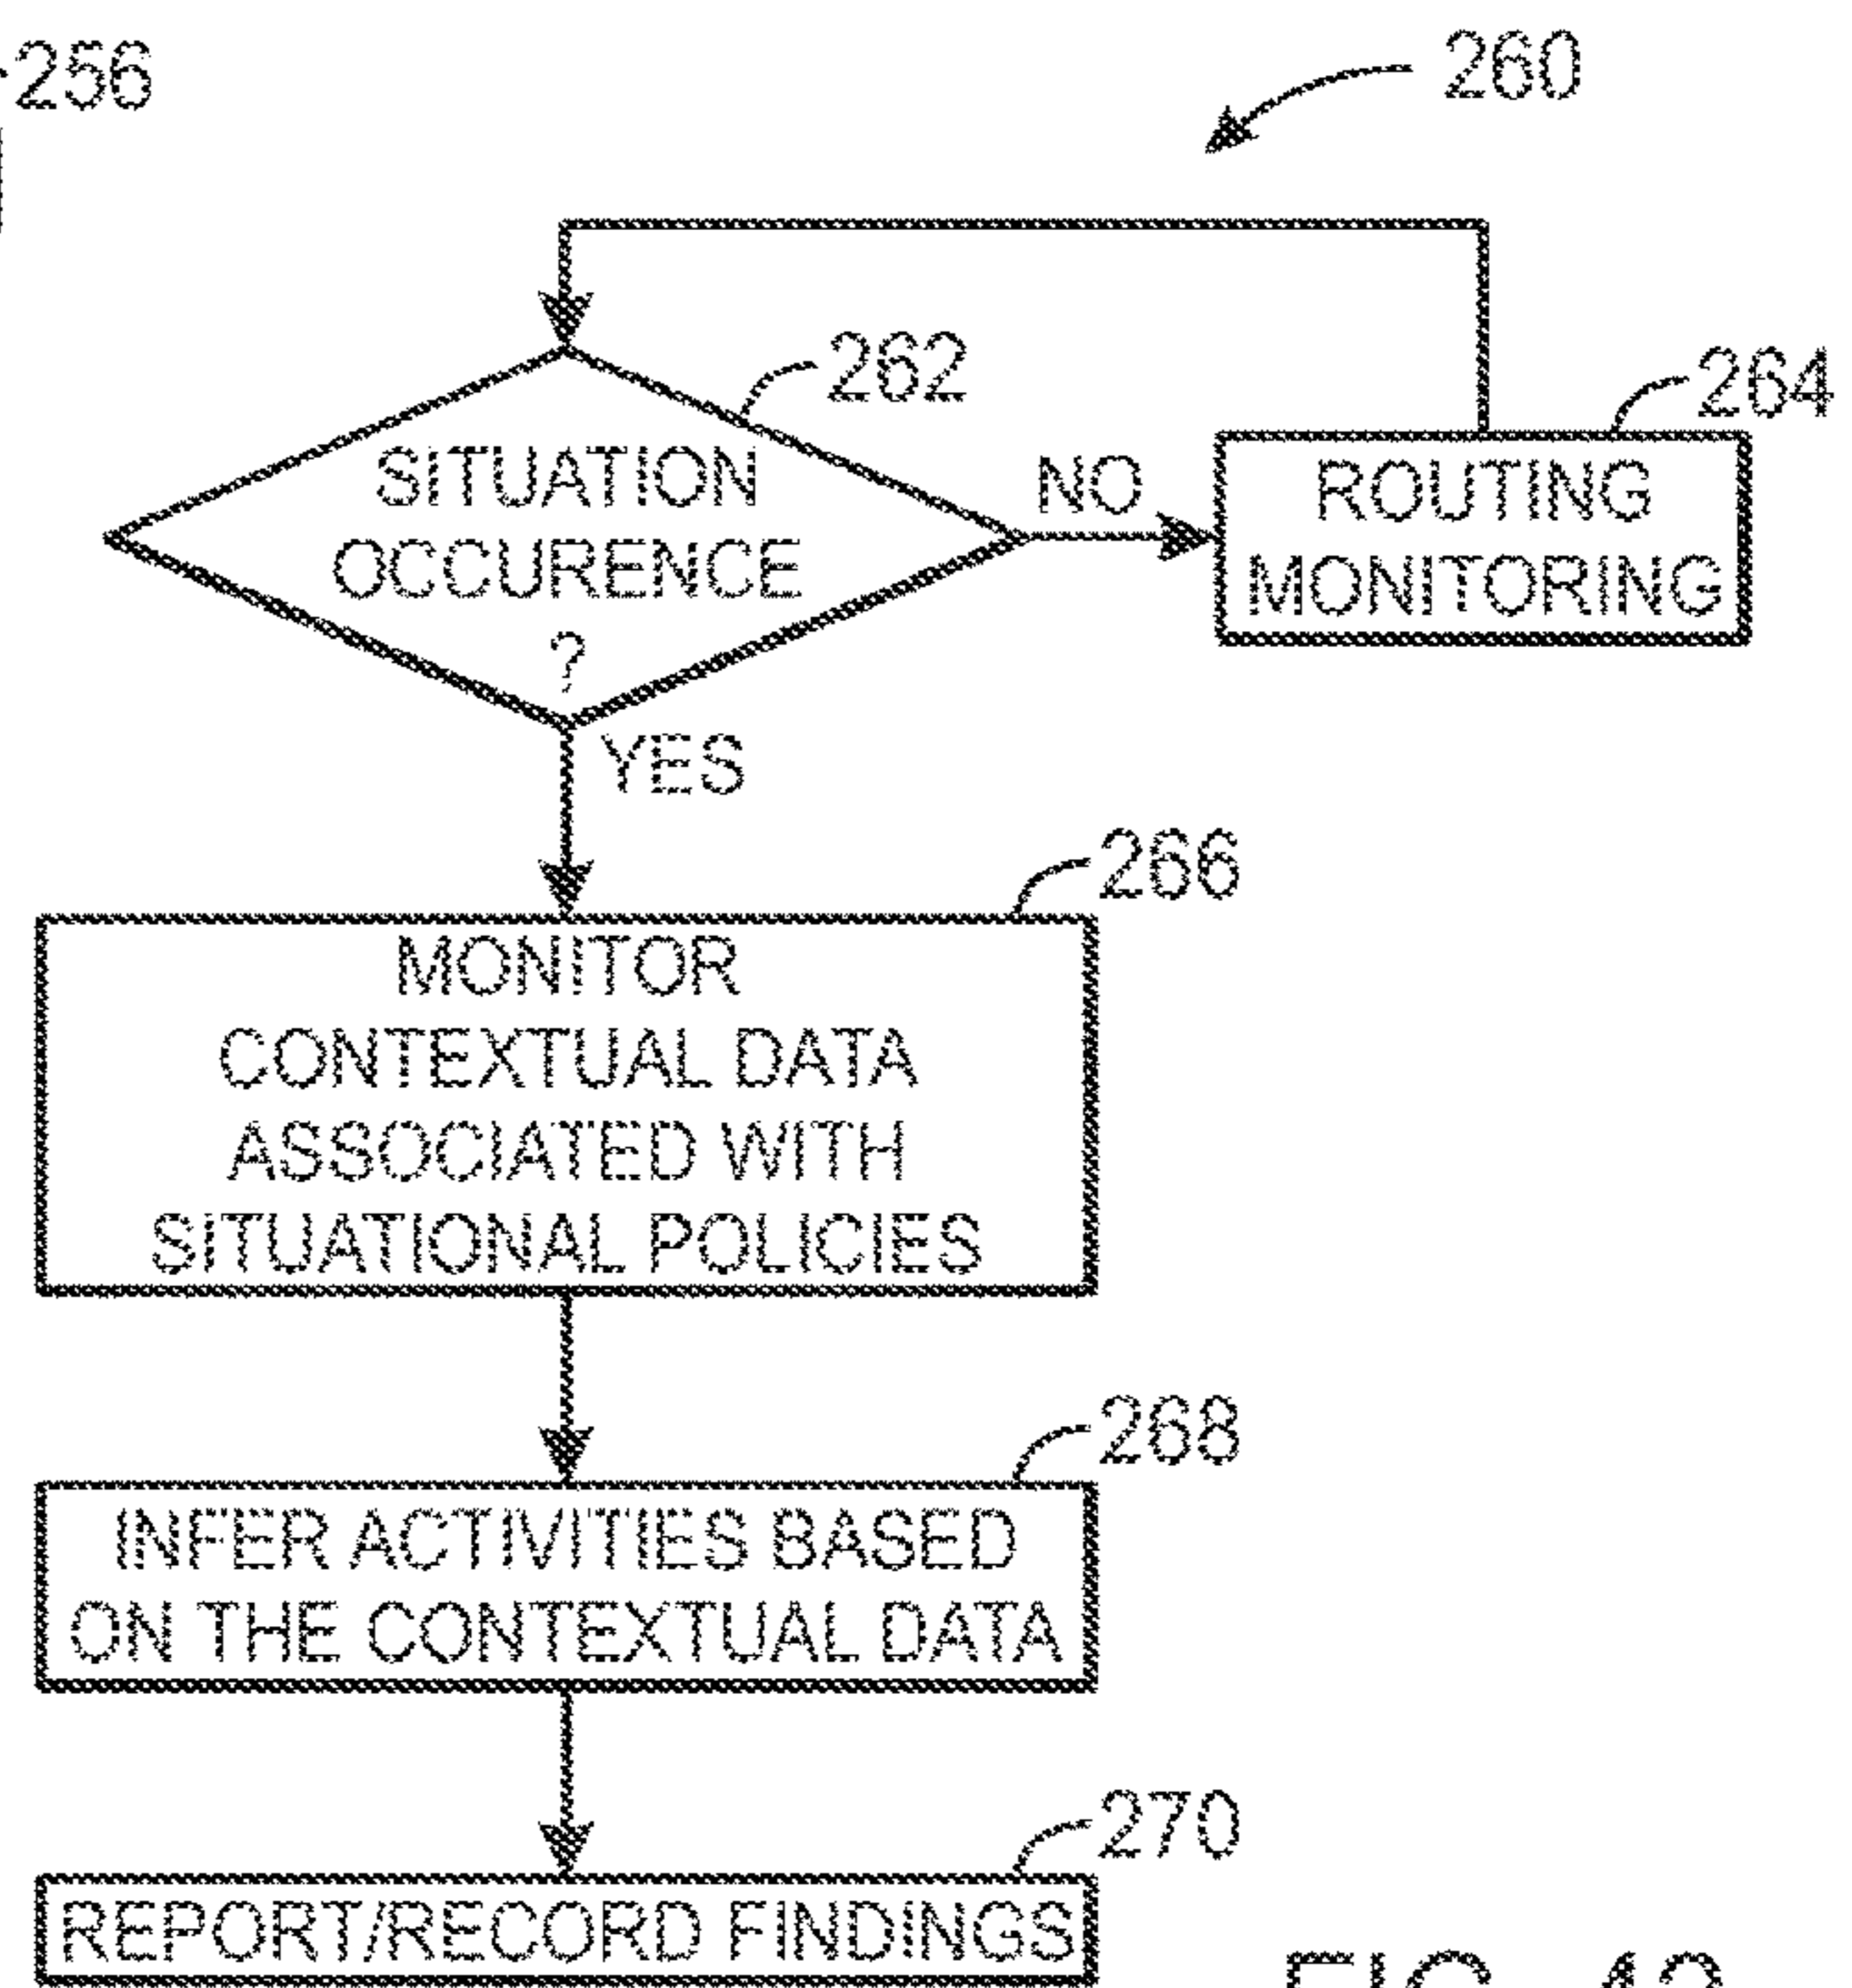 256
260
262
SITUATION
OCCURENCE
?
NO
264
ROUTING
MONITORING
YES
266
MONITOR
CONTEXTUAL DATA
ASSOCIATED WITH
SITUATIONAL POLICIES
268
INFER ACTIVITIES BASED
ON THE CONTEXTUAL DATA
270
REPORT/RECORD FINDINGS
FIG.